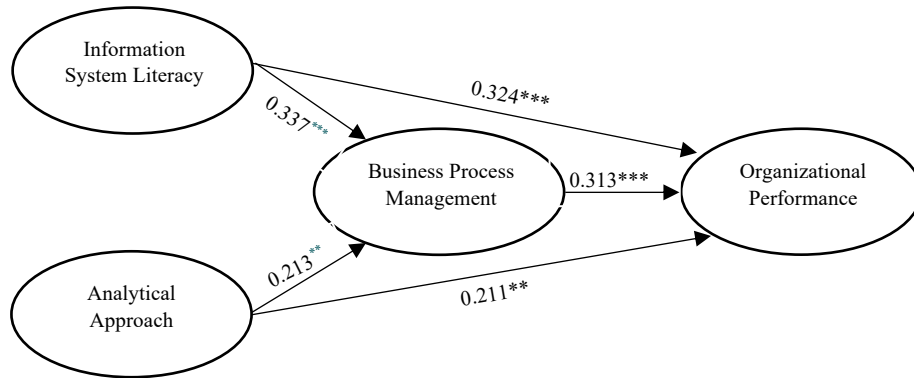 Information
System Literacy
0.324***
0.337***
Business Process
Management
0.313***
Organizational
Performance
0.213**
0.211**
Analytical
Approach